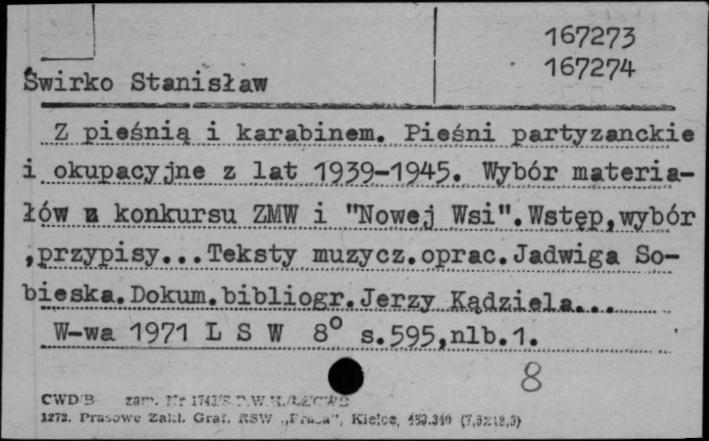 167273
167274
Świrko Stanisław
Z pieśnią i karabinem. Pieśni partyzanckie
i okupacyjne z lat 1939-1945. Wybór materia-
łów z konkursu ZMW i "Nowej Wsi".Wstęp,wybór
,przypisy...Teksty muzycz.oprac.Jadwiga So-
bieska.Dokum.bibliogr.Jerzy Kądziela...
W-wa 1971 L S W 8° s.595,nlb.1.
8
CWD/B zam. Nr
1272. Prasowe Zakł. Graf. RSW „Prasa", Kielce,